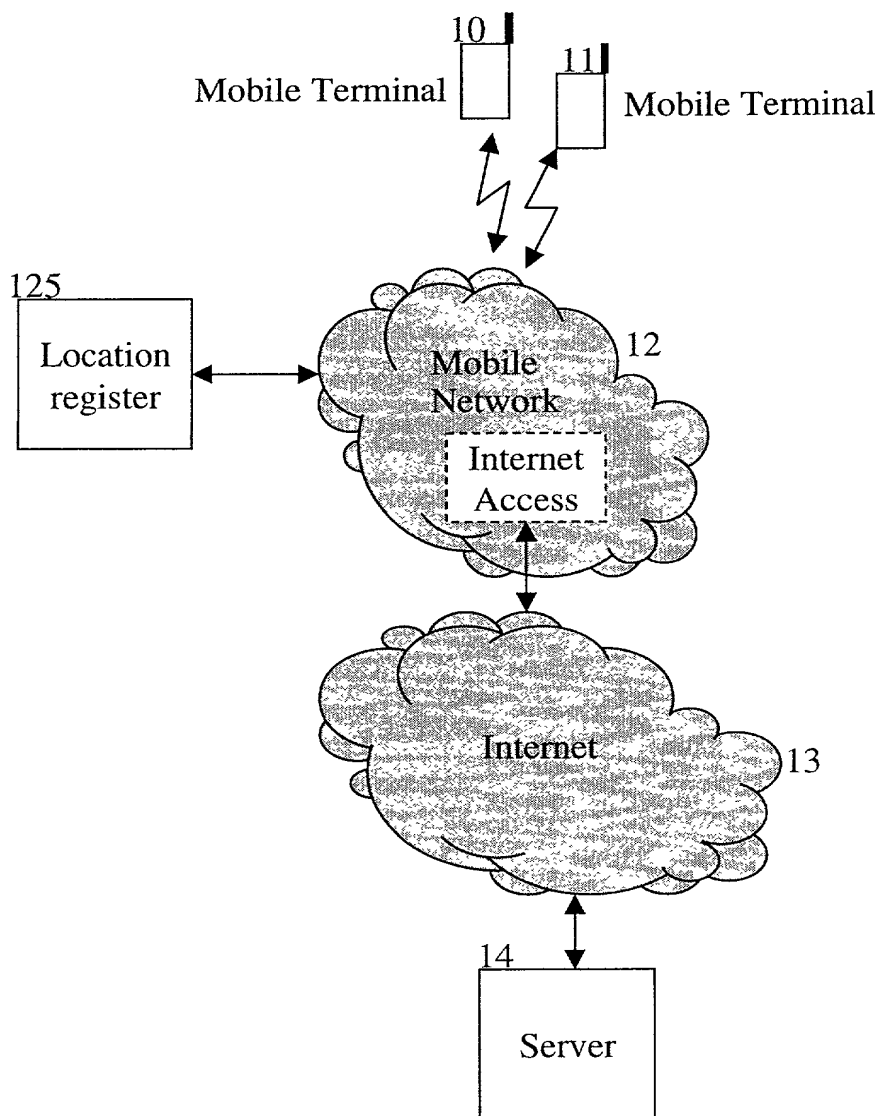 10
11
Mobile Terminal
Mobile Terminal
125
Location
register
12
Mobile
Network
Internet
Access
Internet
13
14
Server